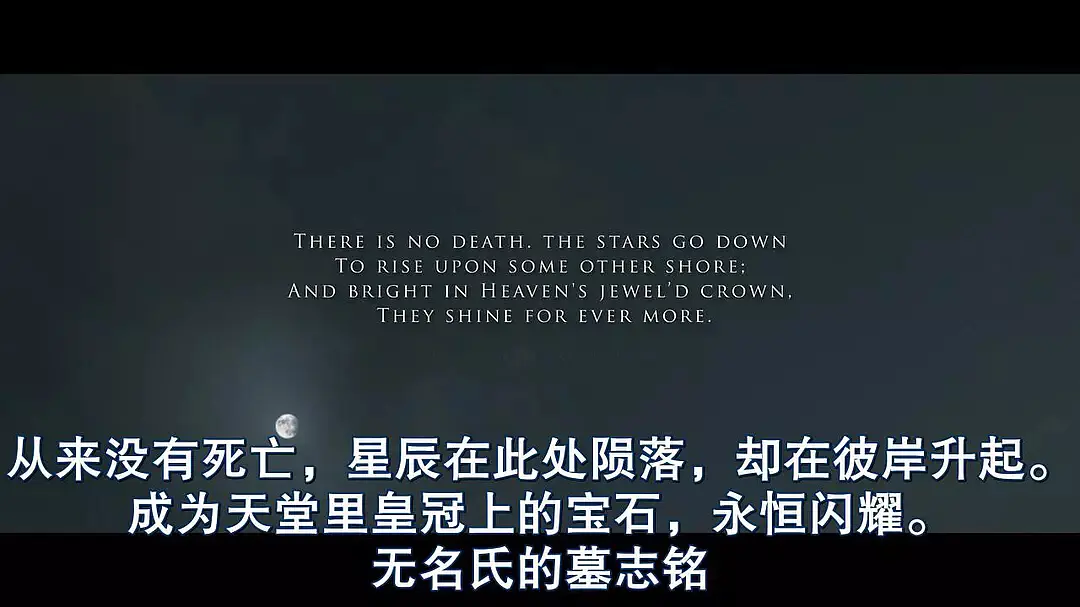 THERE IS NO DEATH. THE STARS GO DOWN
TO RISE UPON SOME OTHER SHORE;
AND BRIGHT IN HEAVEN'S JEWEL'D CROWN,
THEY SHINE FOR EVER MORE.
从来没有死亡，星辰在此处陨落，却在彼岸升起。
成为天堂里皇冠上的宝石，永恒闪耀。
无名氏的墓志铭